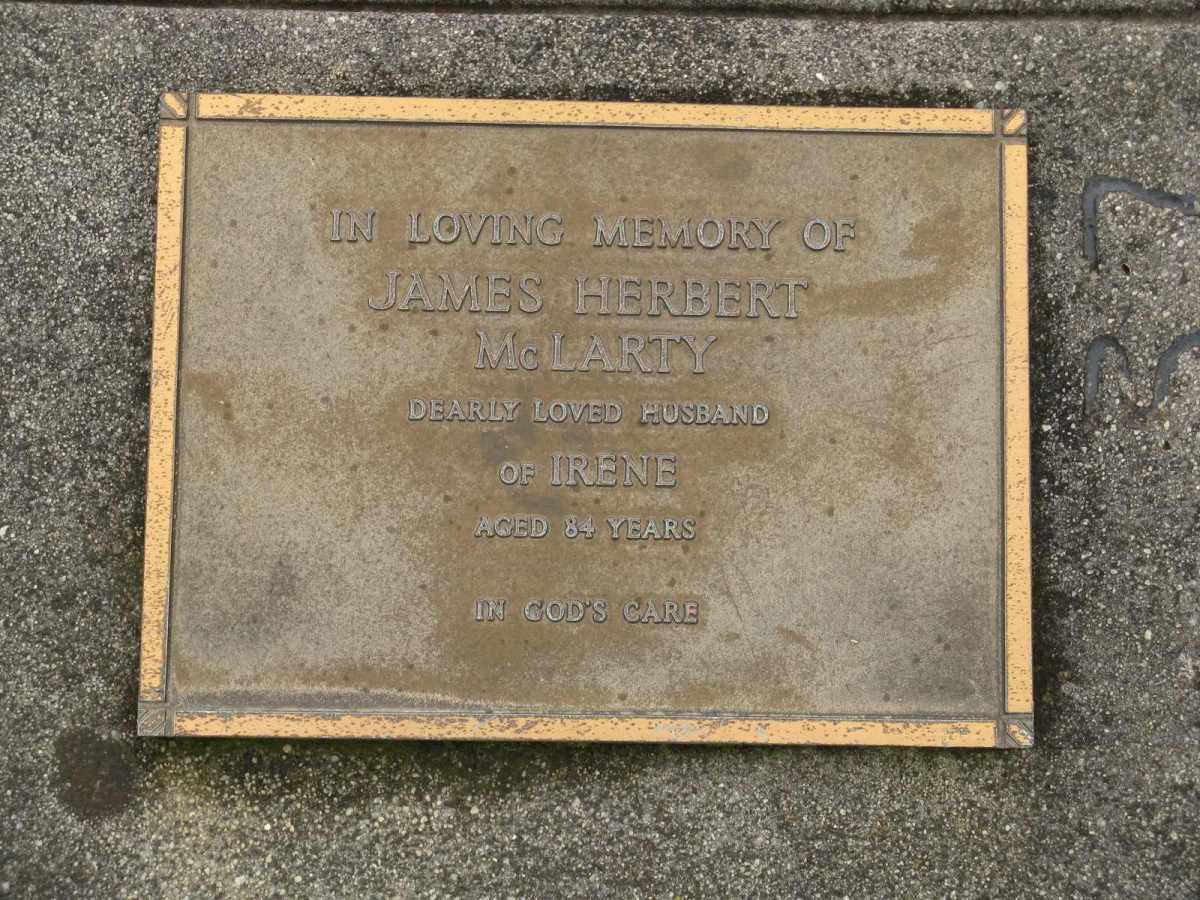 IN LOVING MEMORY OF
JAMES HERBERT
McLARTY
DEARLY LOVED HUSBAND
OF IRENE
AGED 84 YEARS
IN GOD'S CARE